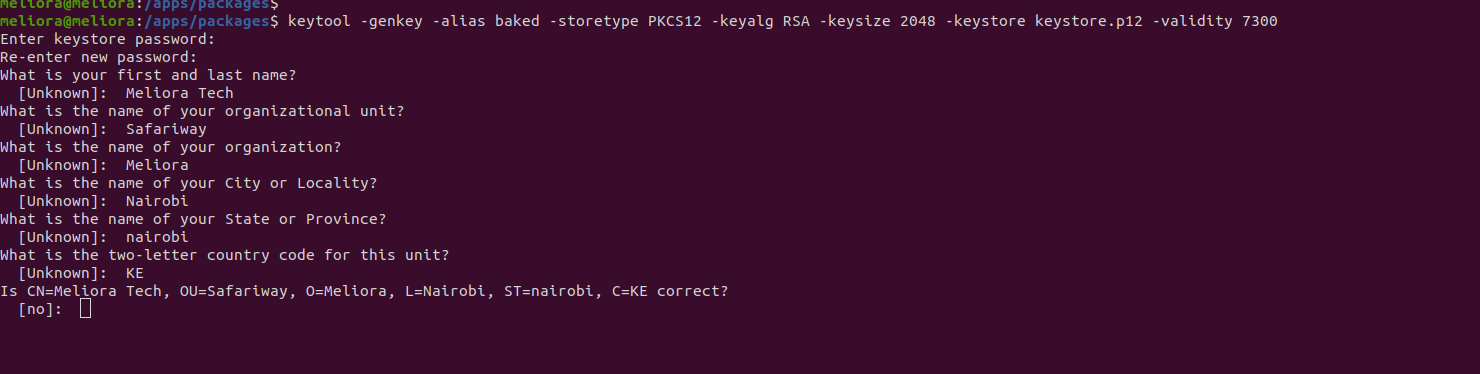 meliora@meliora:/apps/packages$
meliora@meliora:/apps/packages$ keytool -genkey -alias baked -storetype PKCS12 -keyalg RSA -keysize 2048 -keystore keystore.p12 -validity 7300
Enter keystore password:
Re-enter new password:
What is your first and last name?
  [Unknown]:  Meliora Tech
What is the name of your organizational unit?
  [Unknown]:  Safariway
What is the name of your organization?
  [Unknown]:  Meliora
What is the name of your City or Locality?
  [Unknown]:  Nairobi
What is the name of your State or Province?
  [Unknown]:  nairobi
What is the two-letter country code for this unit?
  [Unknown]:  KE
Is CN=Meliora Tech, OU=Safariway, O=Meliora, L=Nairobi, ST=nairobi, C=KE correct?
  [no]: